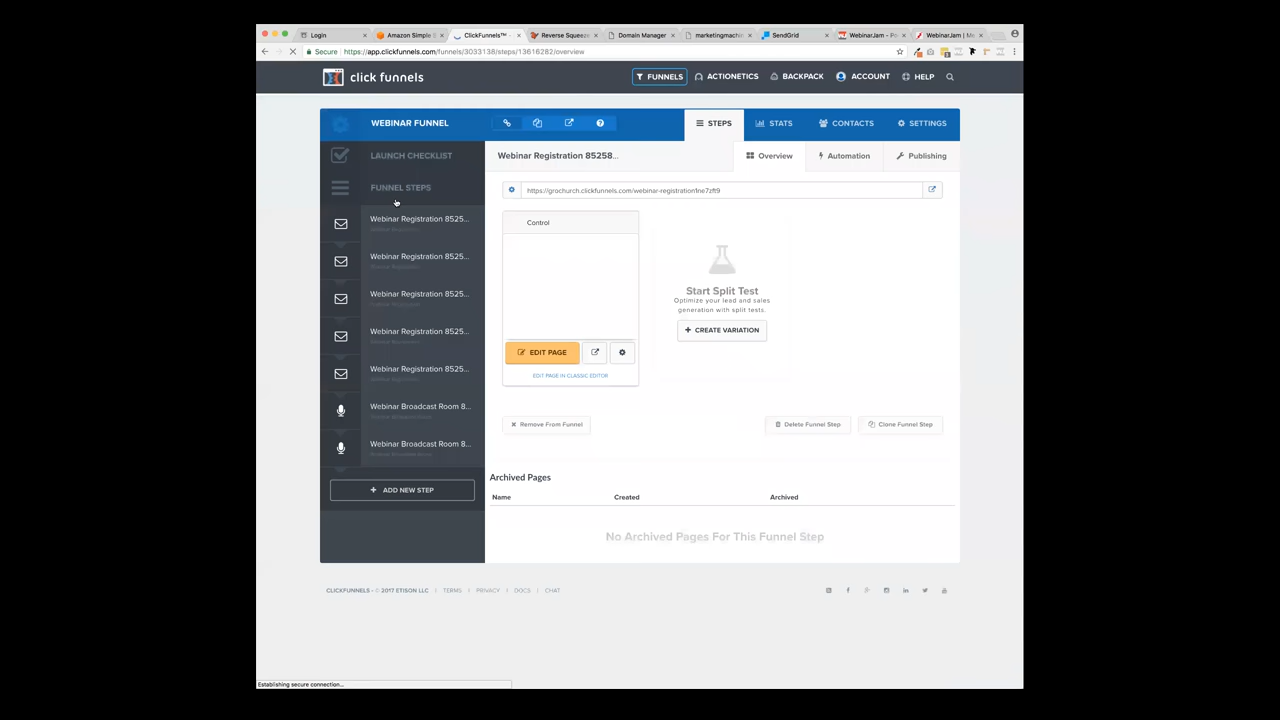 Login
Amazon Simple E
ClickFunnels™ -
Reverse Squeeze
Domain Manager
marketingmachin
SendGrid
WebinarJam - Po
WebinarJam | Me
Secure https://app.clickfunnels.com/funnels/3033138/steps/13616282/overview
click funnels
FUNNELS
ACTIONETICS
BACKPACK
ACCOUNT
HELP
WEBINAR FUNNEL
STEPS
STATS
CONTACTS
SETTINGS
LAUNCH CHECKLIST
Webinar Registration 85258...
Overview
Automation
Publishing
FUNNEL STEPS
https://grochurch.clickfunnels.com/webinar-registration1ne7zft9
Webinar Registration 8525...
Webinar Registration 8525...
Webinar Registration 8525...
Webinar Registration 8525...
Webinar Registration 8525...
Webinar Broadcast Room 8...
Webinar Broadcast Room 8...
ADD NEW STEP
Control
EDIT PAGE
EDIT PAGE IN CLASSIC EDITOR
Start Split Test
Optimize your lead and sales
generation with split tests.
CREATE VARIATION
Remove From Funnel
Delete Funnel Step
Clone Funnel Step
Archived Pages
Name Created Archived
No Archived Pages For This Funnel Step
CLICKFUNNELS - © 2017 ETISON LLC | TERMS | PRIVACY | DOCS | CHAT
Establishing secure connection...